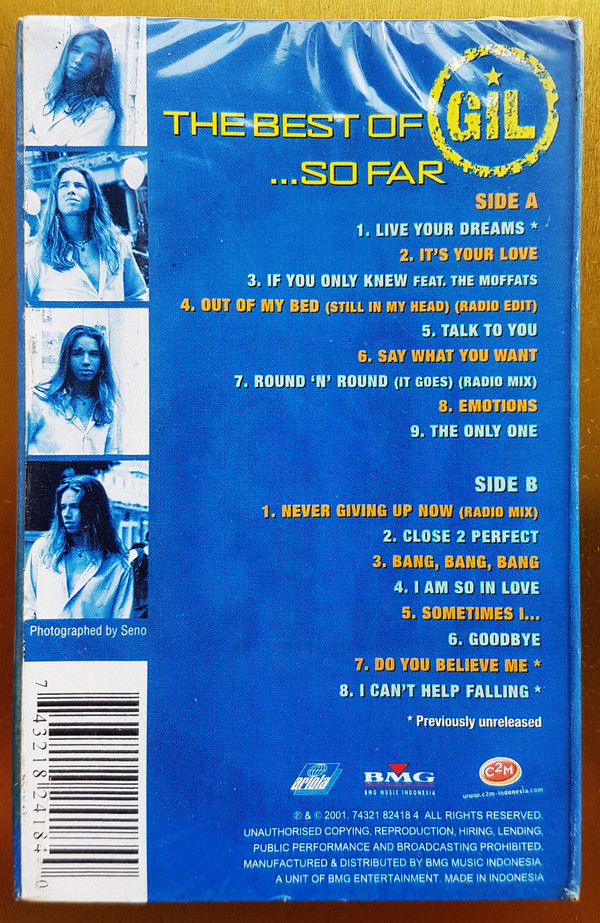 GiL
THE BEST OF
...SO FAR
SIDE A
1. LIVE YOUR DREAMS *
2. IT'S YOUR LOVE
3. IF YOU ONLY KNEW FEAT. THE MOFFATS
4. OUT OF MY BED (STILL IN MY HEAD) (RADIO EDIT)
5. TALK TO YOU
6. SAY WHAT YOU WANT
7. ROUND 'N' ROUND (IT GOES) (RADIO MIX)
8. EMOTIONS
9. THE ONLY ONE
SIDE B
1. NEVER GIVING UP NOW (RADIO MIX)
2. CLOSE 2 PERFECT
3. BANG, BANG, BANG
4. I AM SO IN LOVE
5. SOMETIMES I...
6. GOODBYE
7. DO YOU BELIEVE ME *
8. I CAN'T HELP FALLING *
* Previously unreleased
Photographed by Seno
7 43218 24184 0
ariola
BMG
BMG MUSIC INDONESIA
C2M
www.c2m-indonesia.com
℗ & © 2001. 74321 82418 4 ALL RIGHTS RESERVED.
UNAUTHORISED COPYING, REPRODUCTION, HIRING, LENDING,
PUBLIC PERFORMANCE AND BROADCASTING PROHIBITED.
MANUFACTURED & DISTRIBUTED BY BMG MUSIC INDONESIA.
A UNIT OF BMG ENTERTAINMENT. MADE IN INDONESIA